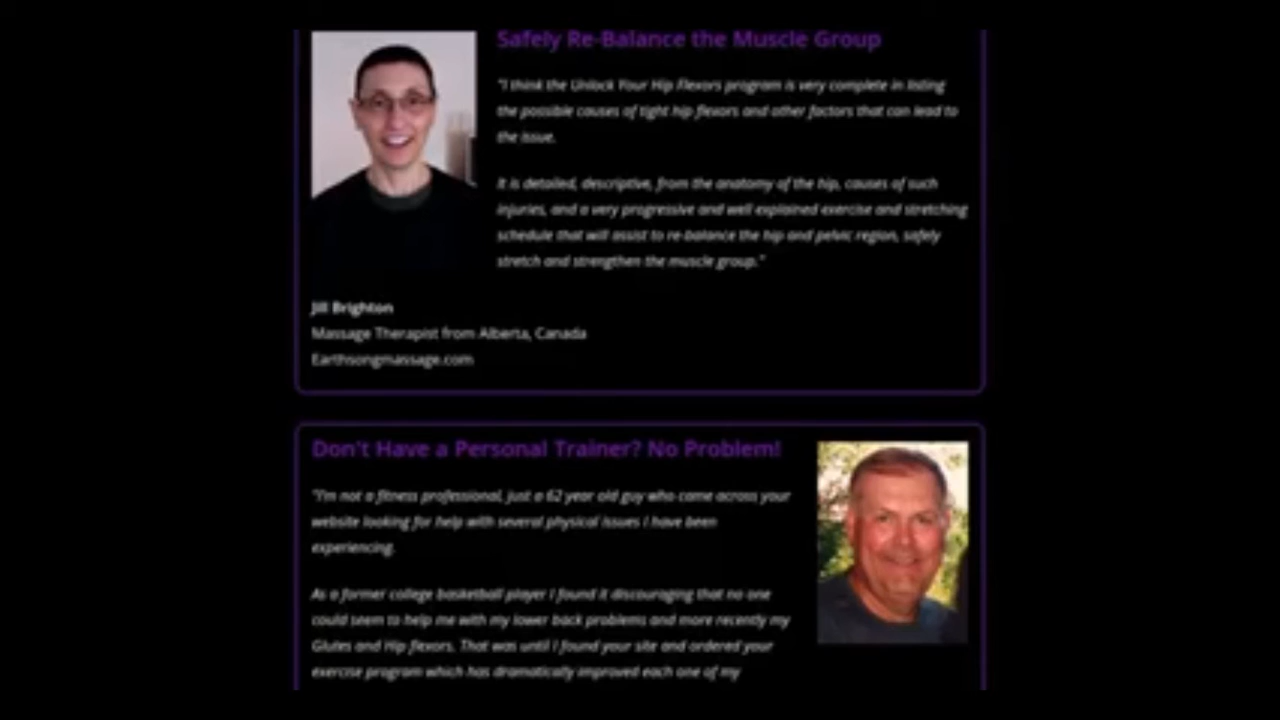 Safely Re-Balance the Muscle Group
"I think the Unlock Your Hip Flexors program is very complete in listing
the possible causes of tight hip flexors and other factors that can lead to
the issue.
It is detailed, descriptive, from the anatomy of the hip, causes of such
injuries, and a very progressive and well explained exercise and stretching
schedule that will assist to re-balance the hip and pelvic region, safely
stretch and strengthen the muscle group."
Jill Brighton
Massage Therapist from Alberta, Canada
Earthsongmassage.com
Don't Have a Personal Trainer? No Problem!
"I'm not a fitness professional, just a 62 year old guy who came across your
website looking for help with several physical issues I have been
experiencing.
As a former college basketball player I found it discouraging that no one
could seem to help me with my lower back problems and more recently my
Glutes and Hip flexors. That was until I found your site and ordered your
exercise program which has dramatically improved each one of my